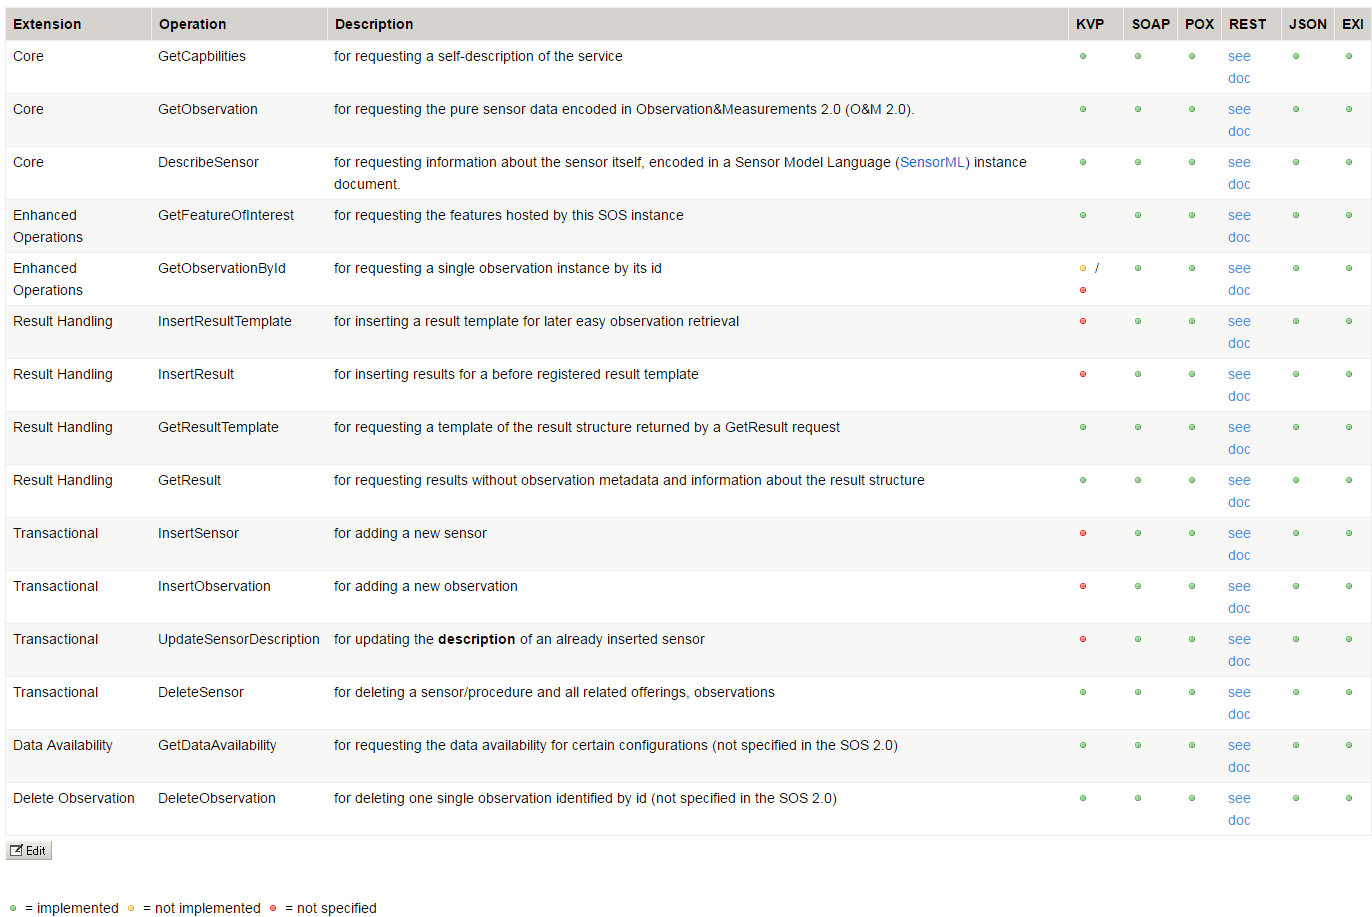 Extension Operation Description KVP SOAP POX REST JSON EXI
Core GetCapbilities for requesting a self-description of the service see
doc
Core GetObservation for requesting the pure sensor data encoded in Observation&Measurements 2.0 (O&M 2.0). see
doc
Core DescribeSensor for requesting information about the sensor itself, encoded in a Sensor Model Language (SensorML) instance see
document. doc
Enhanced GetFeatureOfInterest for requesting the features hosted by this SOS instance see
Operations doc
Enhanced GetObservationById for requesting a single observation instance by its id / see
Operations doc
Result Handling InsertResultTemplate for inserting a result template for later easy observation retrieval see
doc
Result Handling InsertResult for inserting results for a before registered result template see
doc
Result Handling GetResultTemplate for requesting a template of the result structure returned by a GetResult request see
doc
Result Handling GetResult for requesting results without observation metadata and information about the result structure see
doc
Transactional InsertSensor for adding a new sensor see
doc
Transactional InsertObservation for adding a new observation see
doc
Transactional UpdateSensorDescription for updating the description of an already inserted sensor see
doc
Transactional DeleteSensor for deleting a sensor/procedure and all related offerings, observations see
doc
Data Availability GetDataAvailability for requesting the data availability for certain configurations (not specified in the SOS 2.0) see
doc
Delete Observation DeleteObservation for deleting one single observation identified by id (not specified in the SOS 2.0) see
doc
Edit
= implemented = not implemented = not specified